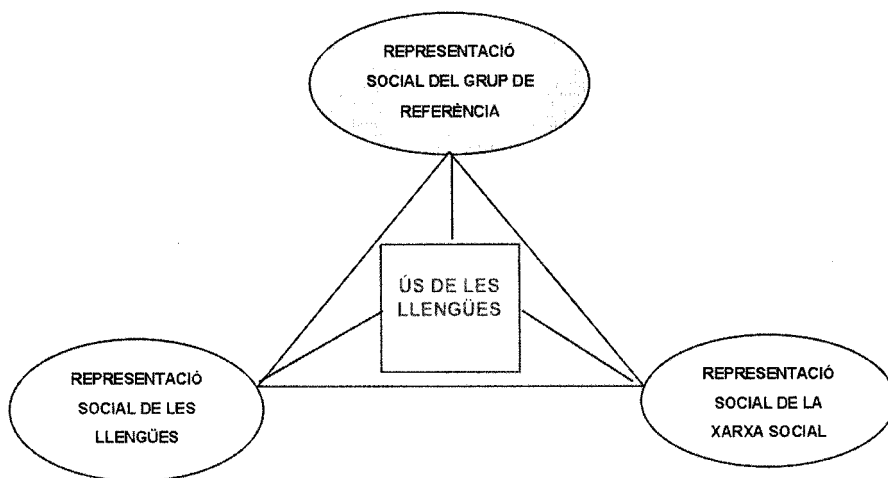 REPRESENTACIÓ
SOCIAL DEL GRUP DE
REFERÈNCIA
ÚS DE LES
LLENGÜES
REPRESENTACIÓ
SOCIAL DE LES
LLENGÜES
REPRESENTACIÓ
SOCIAL DE LA
XARXA SOCIAL